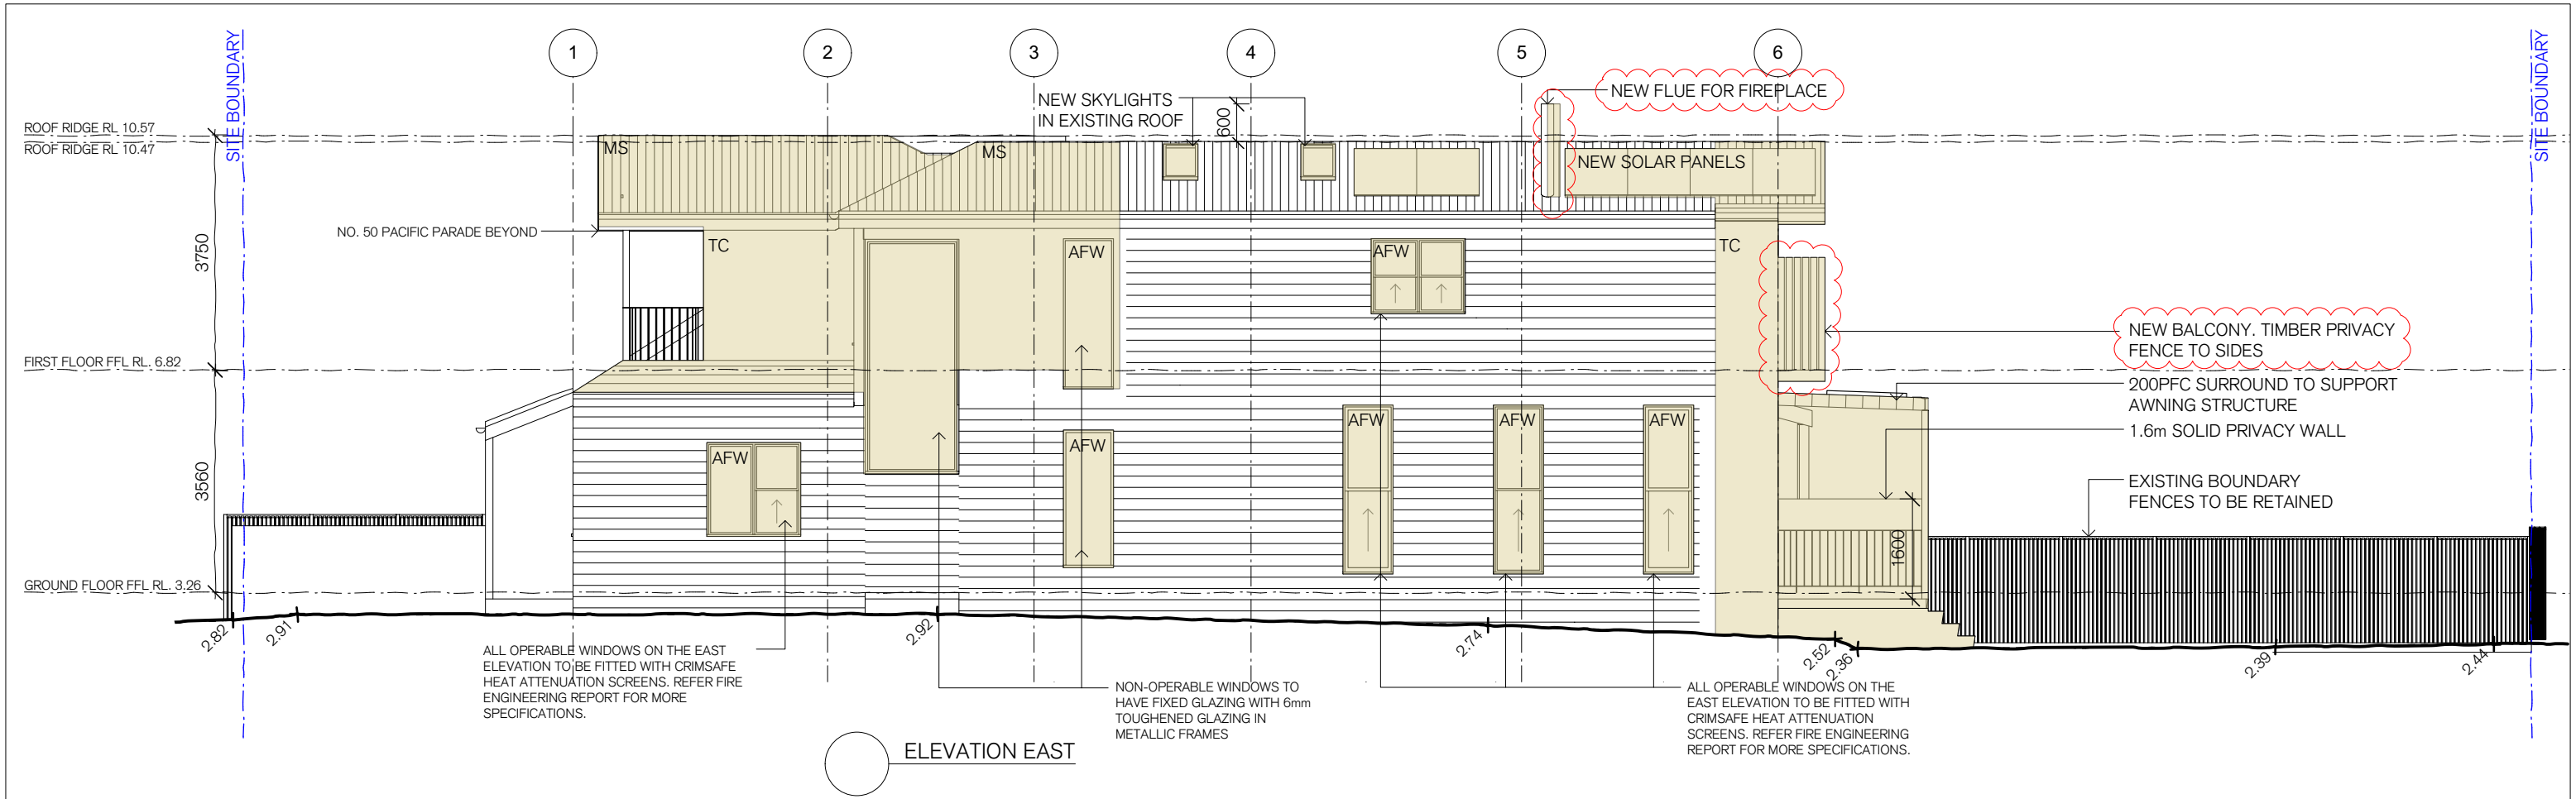 SITE BOUNDARY
1
2
3
4
5
6
SITE BOUNDARY
NEW FLUE FOR FIREPLACE
NEW SKYLIGHTS
IN EXISTING ROOF
600
ROOF RIDGE RL 10.57
ROOF RIDGE RL 10.47
MS
MS
NEW SOLAR PANELS
NO. 50 PACIFIC PARADE BEYOND
3750
TC
AFW
AFW
TC
NEW BALCONY. TIMBER PRIVACY
FENCE TO SIDES
FIRST FLOOR FFL RL. 6.82
200PFC SURROUND TO SUPPORT
AWNING STRUCTURE
1.6m SOLID PRIVACY WALL
AFW
AFW
AFW
AFW
AFW
3560
EXISTING BOUNDARY
FENCES TO BE RETAINED
1600
GROUND FLOOR FFL RL. 3.26
2.82
2.91
2.92
2.74
2.52
2.36
2.39
2.44
ALL OPERABLE WINDOWS ON THE EAST
ELEVATION TO BE FITTED WITH CRIMSAFE
HEAT ATTENUATION SCREENS. REFER FIRE
ENGINEERING REPORT FOR MORE
SPECIFICATIONS.
NON-OPERABLE WINDOWS TO
HAVE FIXED GLAZING WITH 6mm
TOUGHENED GLAZING IN
METALLIC FRAMES
ALL OPERABLE WINDOWS ON THE
EAST ELEVATION TO BE FITTED WITH
CRIMSAFE HEAT ATTENUATION
SCREENS. REFER FIRE ENGINEERING
REPORT FOR MORE SPECIFICATIONS.
ELEVATION EAST